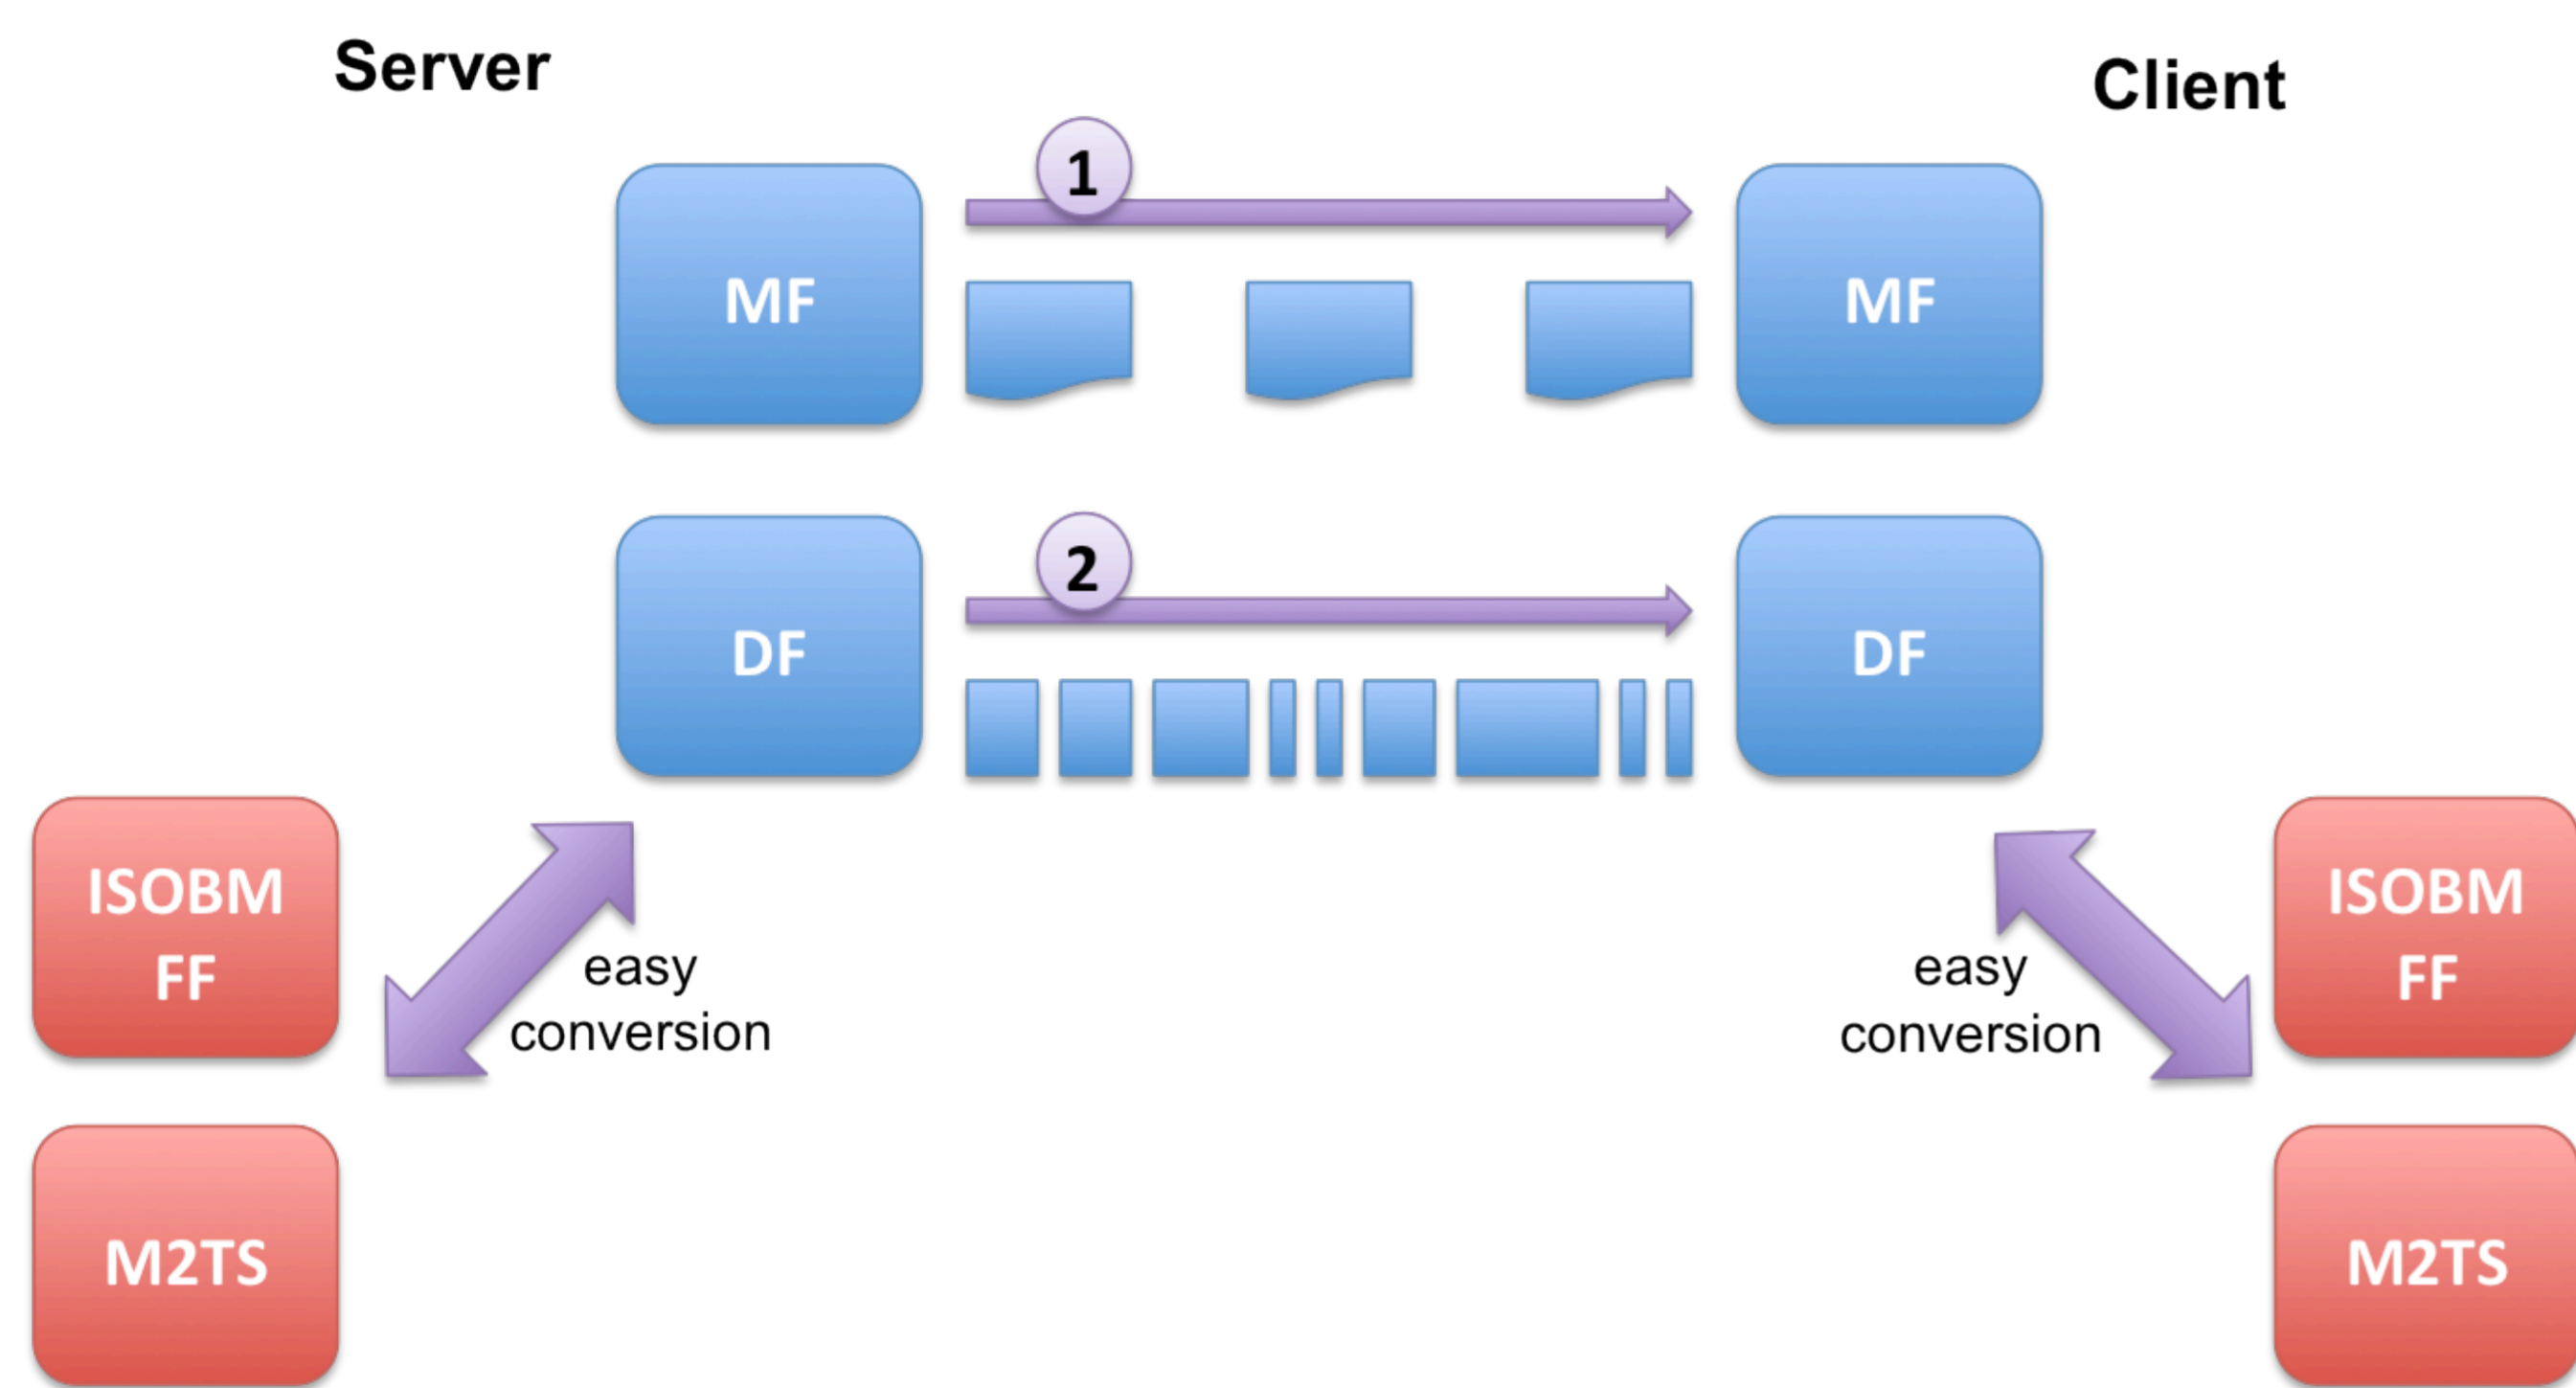 Server
Client
1
MF
MF
2
DF
DF
ISOBM
FF
easy
conversion
easy
conversion
ISOBM
FF
M2TS
M2TS